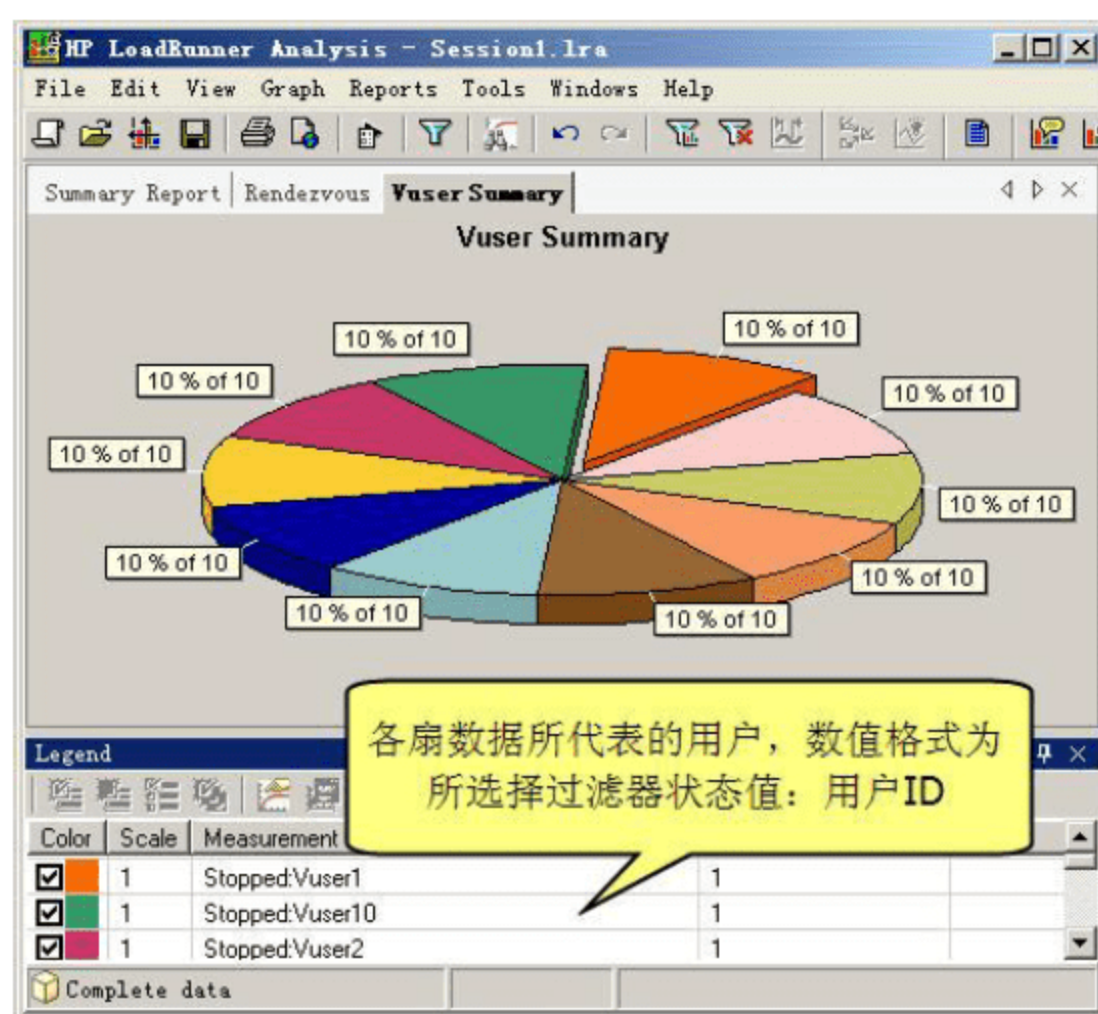 HP LoadRunner Analysis - Session1.lra
File Edit View Graph Reports Tools Windows Help
Summary Report Rendezvous Vuser Summary
Vuser Summary
10 % of 10
10 % of 10
10 % of 10
10 % of 10
10 % of 10
10 % of 10
10 % of 10
10 % of 10
10 % of 10
10 % of 10
各扇数据所代表的用户，数值格式为
所选择过滤器状态值：用户ID
Legend
Color Scale Measurement
1 Stopped:Vuser1 1
1 Stopped:Vuser10 1
1 Stopped:Vuser2 1
Complete data